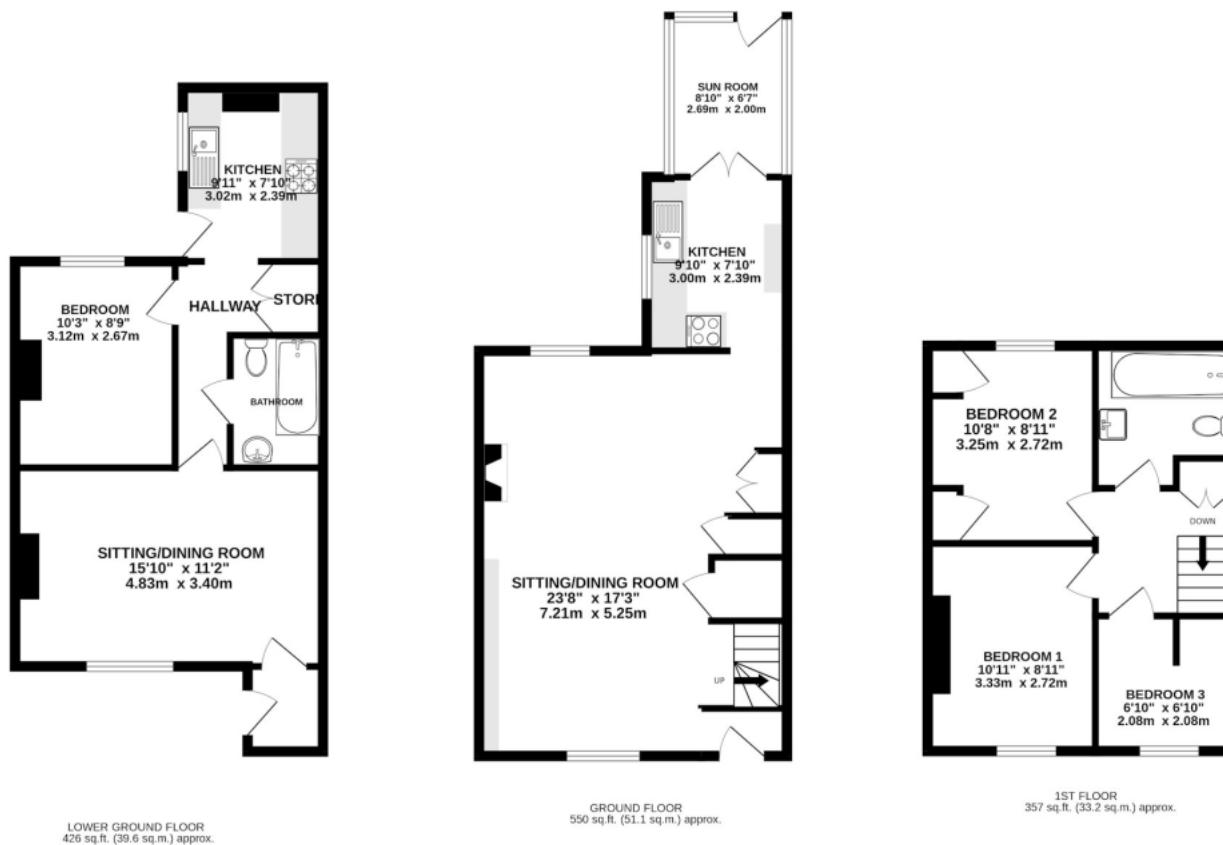 KITCHEN
9'11" x 7'10"
3.02m x 2.39m
BEDROOM
10'3" x 8'9"
3.12m x 2.67m
HALLWAY
STORE
BATHROOM
SITTING/DINING ROOM
15'10" x 11'2"
4.83m x 3.40m
LOWER GROUND FLOOR
426 sq.ft. (39.6 sq.m.) approx.
SUN ROOM
8'10" x 6'7"
2.69m x 2.00m
KITCHEN
9'10" x 7'10"
3.00m x 2.39m
SITTING/DINING ROOM
23'8" x 17'3"
7.21m x 5.25m
UP
GROUND FLOOR
550 sq.ft. (51.1 sq.m.) approx.
BEDROOM 2
10'8" x 8'11"
3.25m x 2.72m
DOWN
BEDROOM 1
10'11" x 8'11"
3.33m x 2.72m
BEDROOM 3
6'10" x 6'10"
2.08m x 2.08m
1ST FLOOR
357 sq.ft. (33.2 sq.m.) approx.